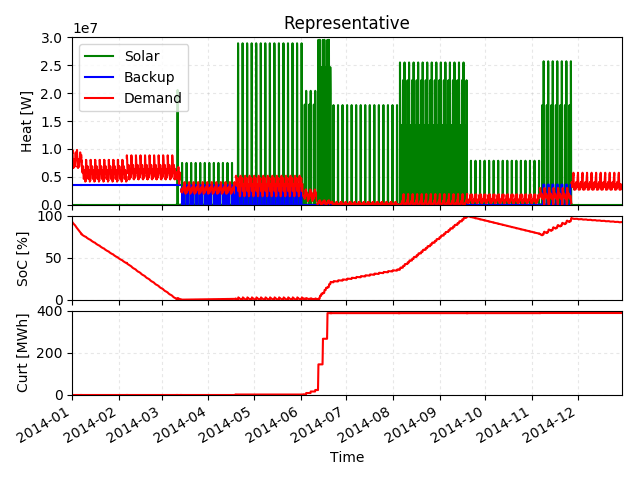 Representative
1e7
Heat [W]
3.0
2.5
2.0
1.5
1.0
0.5
0.0
Solar
Backup
Demand
SoC [%]
100
50
0
Curt [MWh]
400
200
0
2014-01
2014-02
2014-03
2014-04
2014-05
2014-06
2014-07
2014-08
2014-09
2014-10
2014-11
2014-12
Time